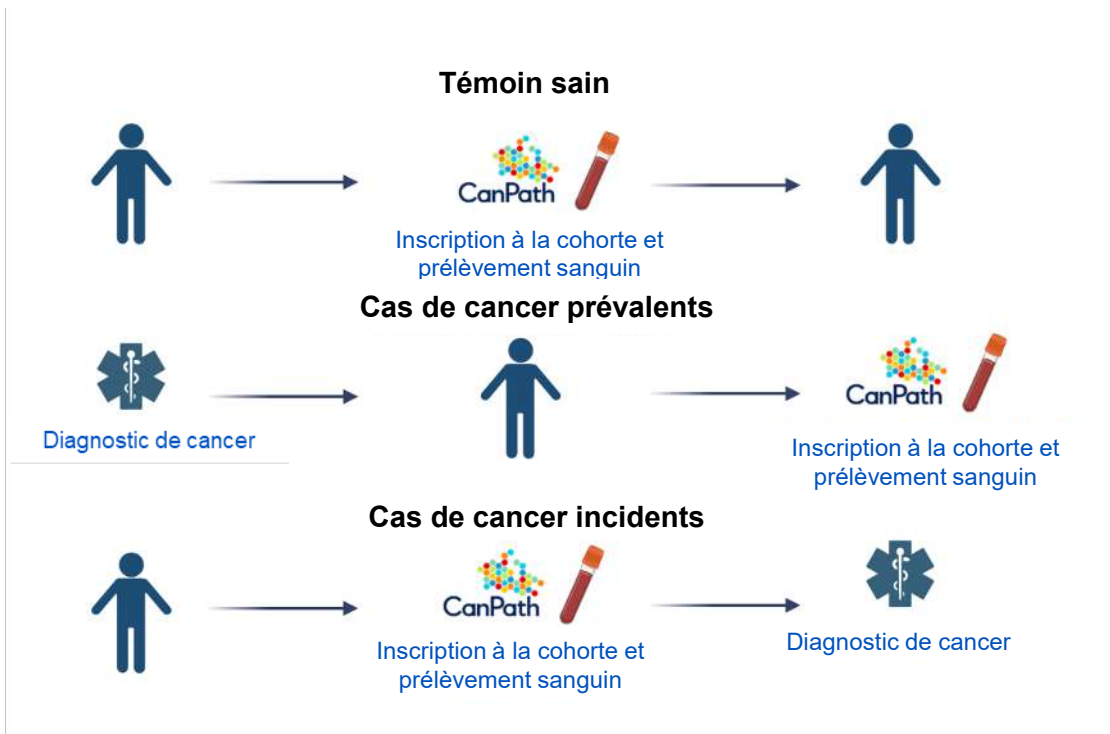 Témoin sain
CanPath
Inscription à la cohorte et
prélèvement sanguin
Cas de cancer prévalents
Diagnostic de cancer
CanPath
Inscription à la cohorte et
prélèvement sanguin
Cas de cancer incidents
CanPath
Inscription à la cohorte et
prélèvement sanguin
Diagnostic de cancer